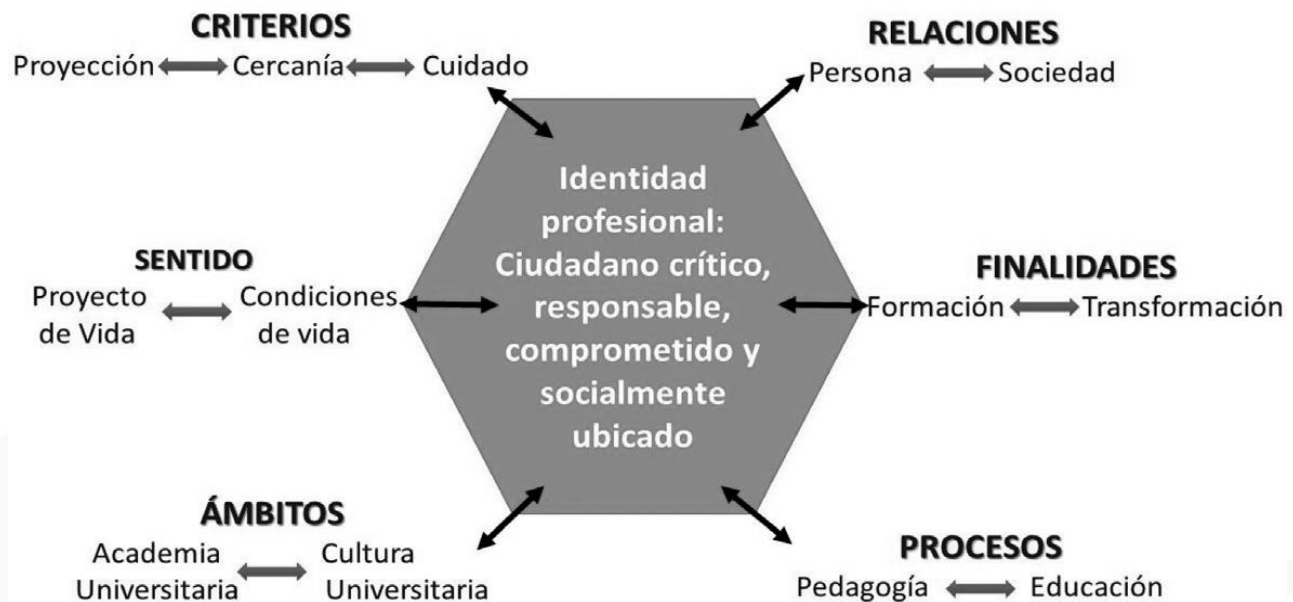 CRITERIOS
Proyección Cercanía Cuidado
RELACIONES
Persona Sociedad
Identidad
profesional:
Ciudadano crítico,
responsable,
comprometido y
socialmente
ubicado
SENTIDO
Proyecto
de Vida
Condiciones
de vida
FINALIDADES
Formación Transformación
ÁMBITOS
Academia
Universitaria
Cultura
Universitaria
PROCESOS
Pedagogía Educación